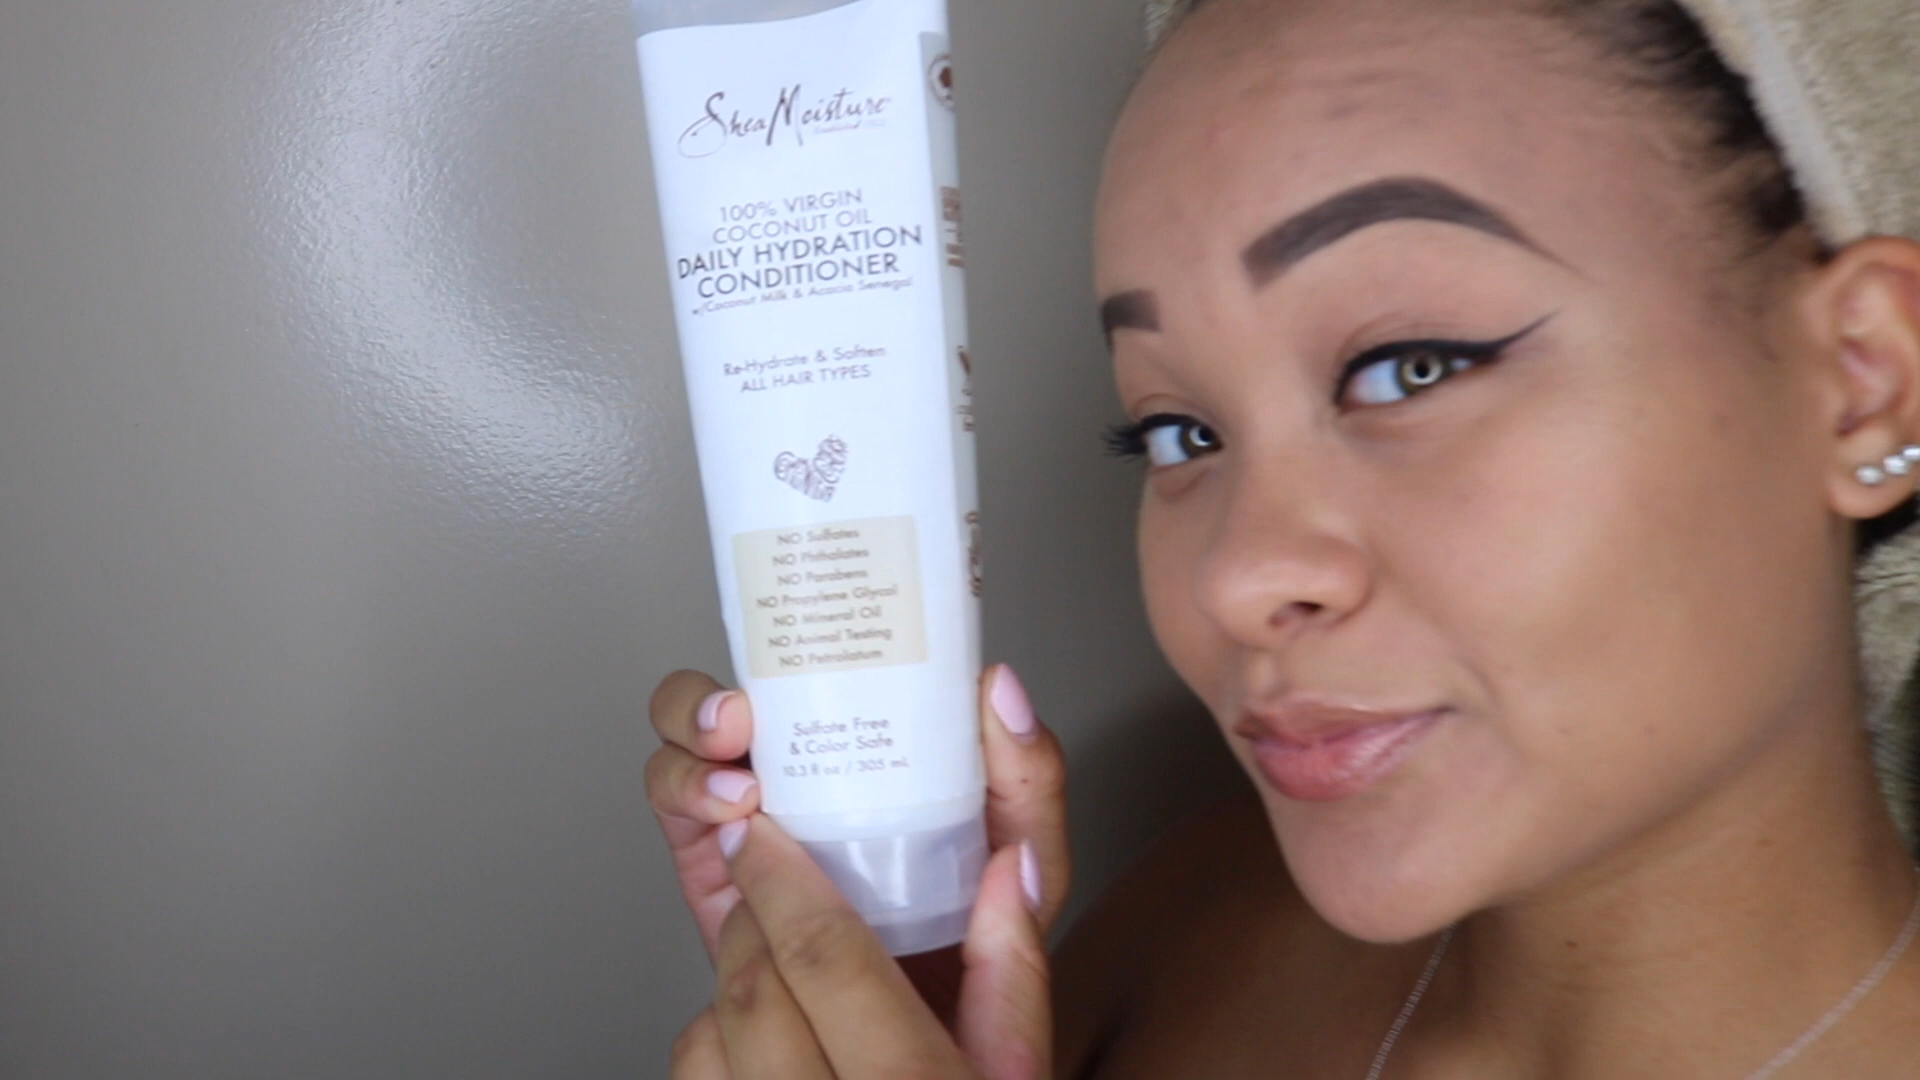 SheaMoisture
100% VIRGIN
COCONUT OIL
DAILY HYDRATION
CONDITIONER
w/Coconut Milk & Acacia Senegal
Re-Hydrate & Soften
ALL HAIR TYPES
NO Sulfates
NO Phthalates
NO Parabens
NO Propylene Glycol
NO Mineral Oil
NO Animal Testing
NO Petrolatum
Sulfate Free
& Color Safe
10.3 fl oz / 305 mL